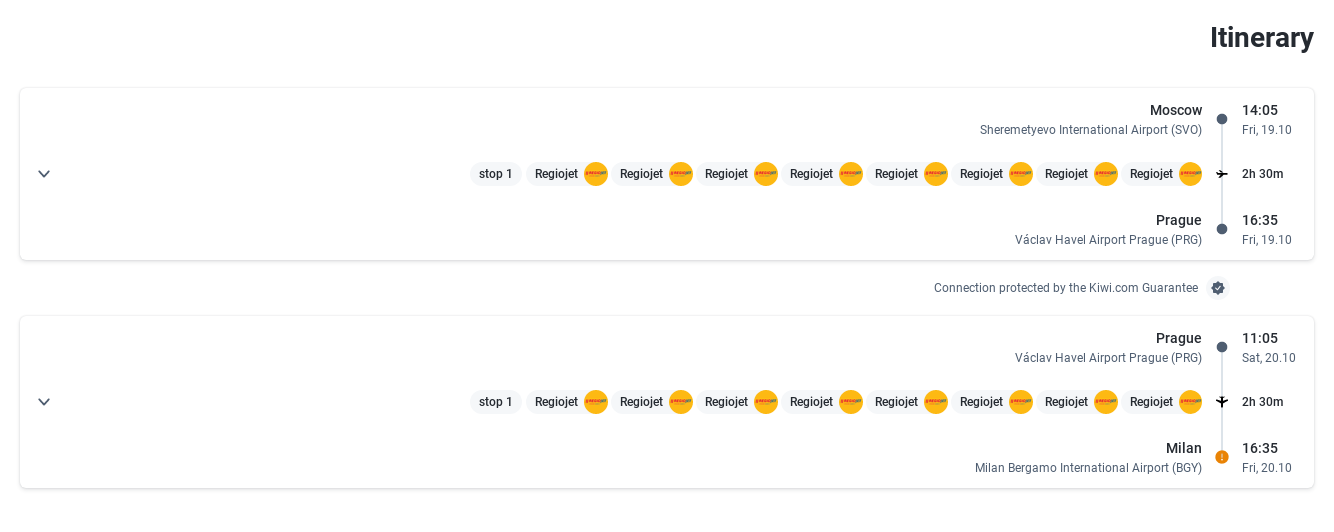 Itinerary
Moscow
14:05
Sheremetyevo International Airport (SVO)
Fri, 19.10
stop 1 Regiojet Regiojet Regiojet Regiojet Regiojet Regiojet Regiojet Regiojet
2h 30m
Prague
16:35
Václav Havel Airport Prague (PRG)
Fri, 19.10
Connection protected by the Kiwi.com Guarantee
Prague
11:05
Václav Havel Airport Prague (PRG)
Sat, 20.10
stop 1 Regiojet Regiojet Regiojet Regiojet Regiojet Regiojet Regiojet Regiojet
2h 30m
Milan
16:35
Milan Bergamo International Airport (BGY)
Fri, 20.10